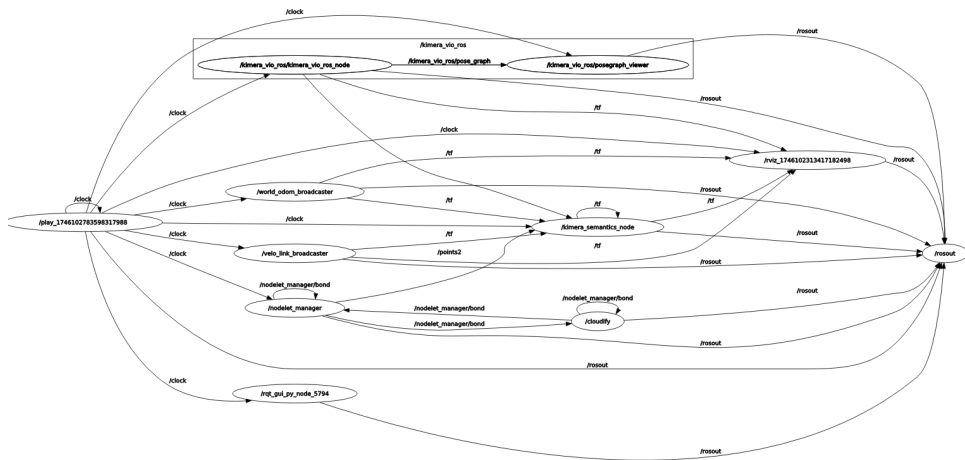 /clock
/rosout
/kimera_vio_ros
/kimera_vio_ros/kimera_vio_ros_node
/kimera_vio_ros/pose_graph
/kimera_vio_ros/posegraph_viewer
/rosout
/tf
/clock
/clock
/tf
/rviz_1746102313417182498
/rosout
/world_odom_broadcaster
/rosout
/clock
/tf
/tf
/tf
/clock
/play_1746102783598317988
/clock
/kimera_semantics_node
/clock
/tf
/rosout
/tf
/velo_link_broadcaster
/points2
/rosout
/clock
/rosout
/nodelet_manager/bond
/nodelet_manager/bond
/rosout
/nodelet_manager
/nodelet_manager/bond
/cloudify
/nodelet_manager/bond
/rosout
/rosout
/clock
/rqt_gui_py_node_5794
/rosout